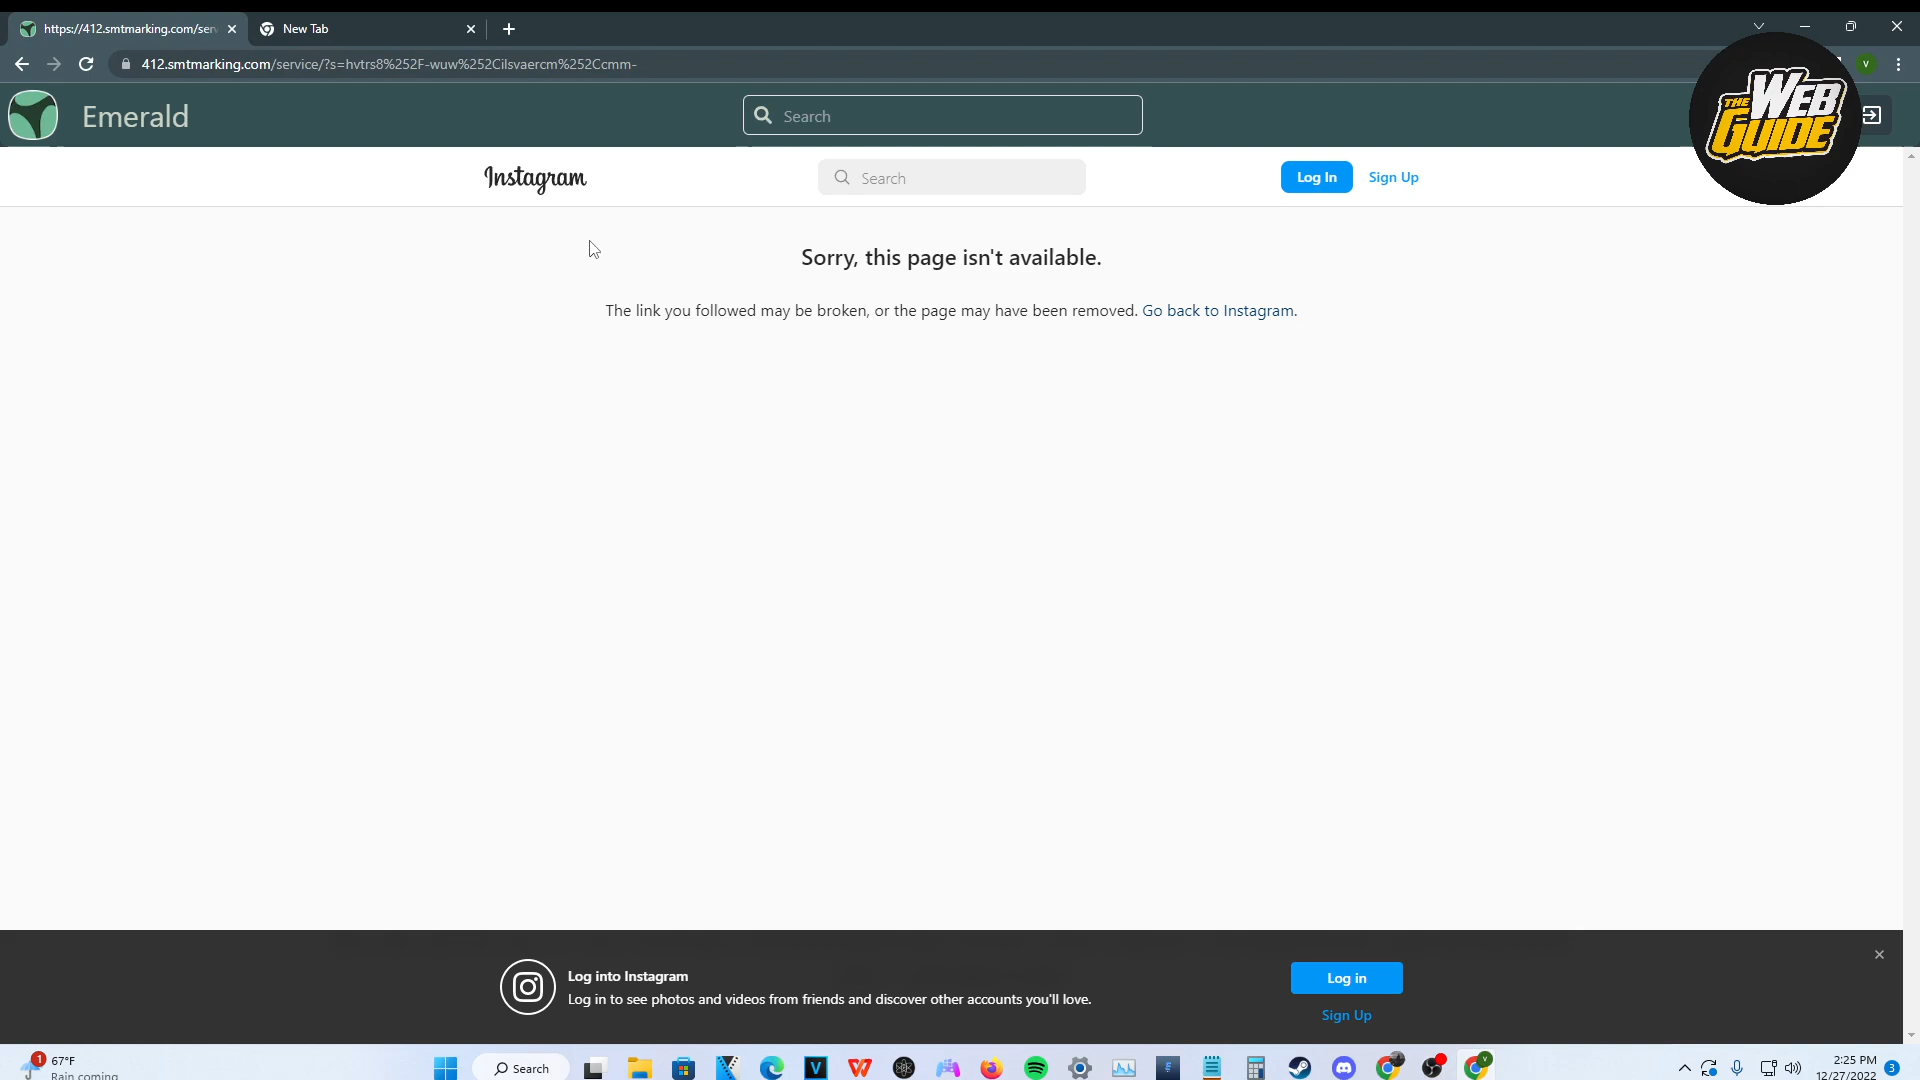 https://412.smtmarking.com/ser
New Tab
412.smtmarking.com/service/?s=hvtrs8%252F-wuw%252Cilsvaercm%252Ccmm-
V
Emerald
Search
THE WEB GUIDE
Instagram
Search
Log In
Sign Up
Sorry, this page isn't available.
The link you followed may be broken, or the page may have been removed. Go back to Instagram.
Log into Instagram
Log in to see photos and videos from friends and discover other accounts you'll love.
Log in
Sign Up
1
67°F
Rain coming
Search
2:25 PM
12/27/2022
3